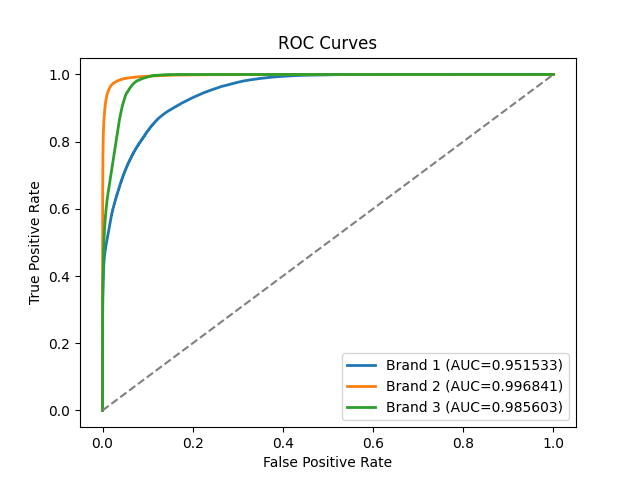 ROC Curves
1.0
0.8
0.6
0.4
0.2
0.0
True Positive Rate
Brand 1 (AUC=0.951533)
Brand 2 (AUC=0.996841)
Brand 3 (AUC=0.985603)
0.0 0.2 0.4 0.6 0.8 1.0
False Positive Rate